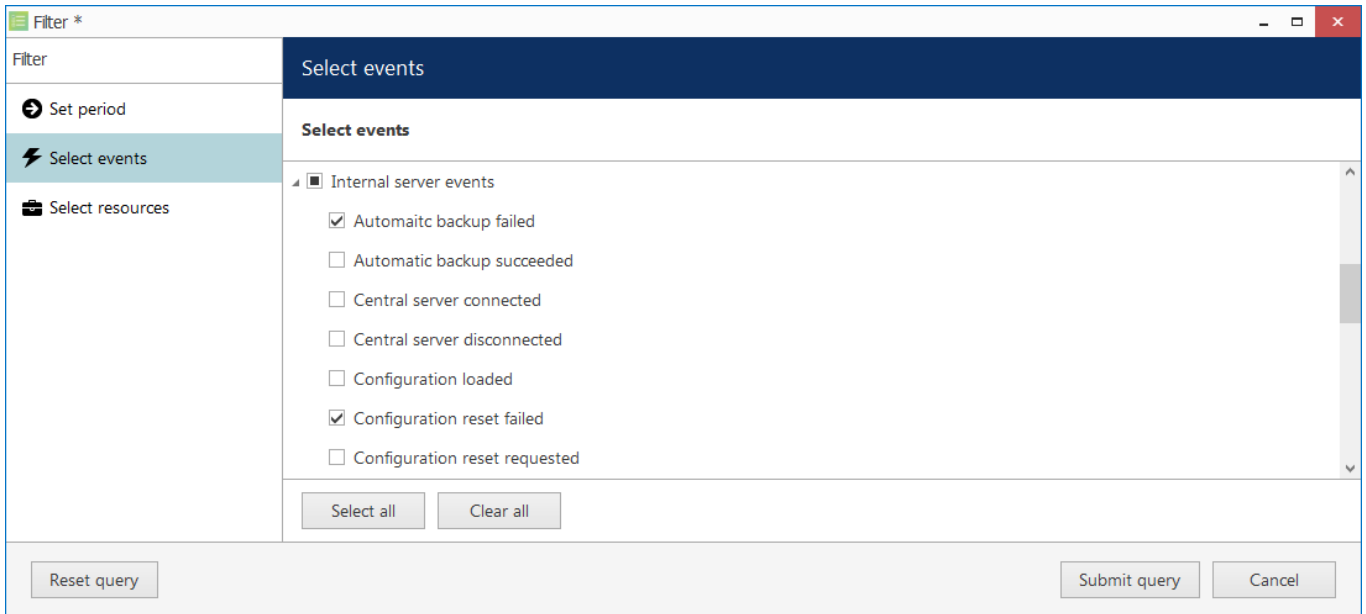 Filter *
Filter
Set period
Select events
Select resources
Select events
Select events
Internal server events
Automaitc backup failed
Automatic backup succeeded
Central server connected
Central server disconnected
Configuration loaded
Configuration reset failed
Configuration reset requested
Select all Clear all
Reset query Submit query Cancel